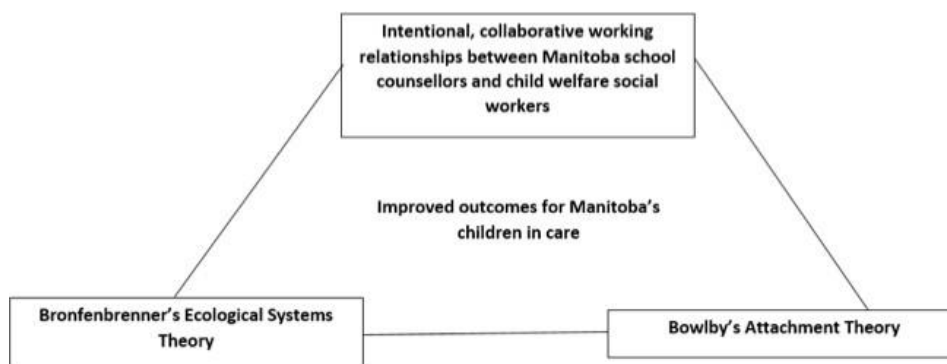 Intentional, collaborative working
relationships between Manitoba school
counsellors and child welfare social
workers
Improved outcomes for Manitoba's
children in care
Bronfenbrenner's Ecological Systems
Theory
Bowlby's Attachment Theory